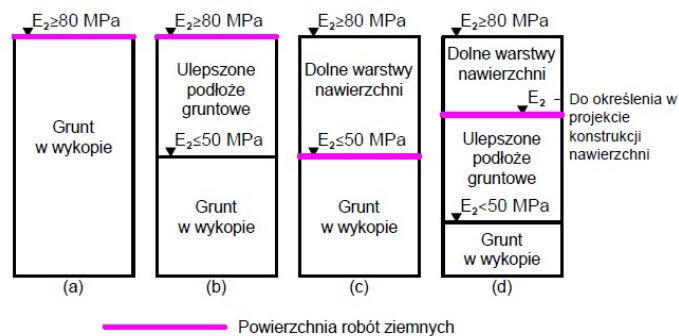 E₂≥80 MPa
Grunt
w wykopie
(a)
E₂≥80 MPa
Ulepszone
podłoże
gruntowe
E₂≤50 MPa
Grunt
w wykopie
(b)
E₂≥80 MPa
Dolne warstwy
nawierzchni
E₂≤50 MPa
Grunt
w wykopie
(c)
E₂≥80 MPa
Dolne warstwy
nawierzchni
E₂ - Do określenia w
projekcie
konstrukcji
nawierzchni
Ulepszone
podłoże
gruntowe
E₂<50 MPa
Grunt
w wykopie
(d)
Powierzchnia robót ziemnych